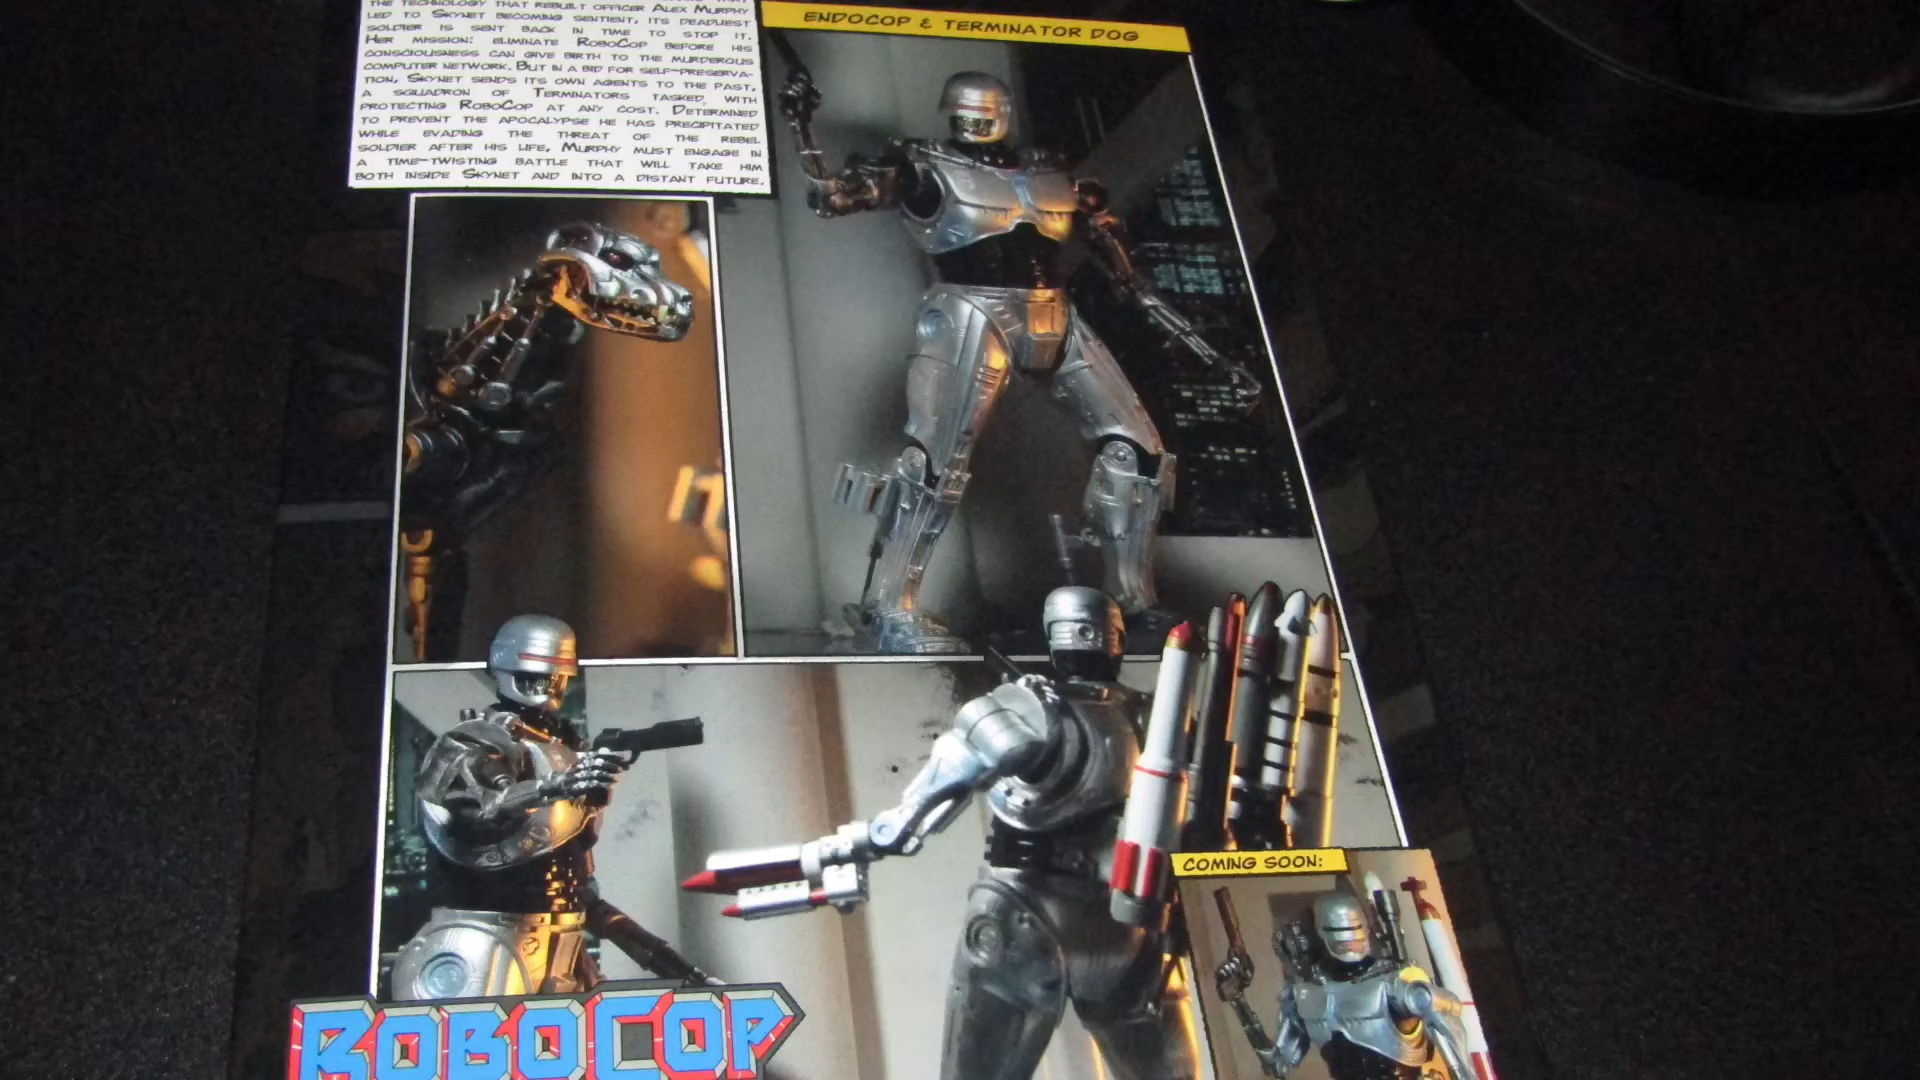 THE TECHNOLOGY THAT REBUILT OFFICER ALEX MURPHY
LED TO SKYNET BECOMING SENTIENT, ITS DEADLIEST
SOLDIER IS SENT BACK IN TIME TO STOP IT.
HER MISSION: ELIMINATE ROBOCOP BEFORE HIS
CONSCIOUSNESS CAN GIVE BIRTH TO THE MURDEROUS
COMPUTER NETWORK. BUT IN A BID FOR SELF-PRESERVA-
TION, SKYNET SENDS ITS OWN AGENTS TO THE PAST,
A SQUADRON OF TERMINATORS TASKED WITH
PROTECTING ROBOCOP AT ANY COST. DETERMINED
TO PREVENT THE APOCALYPSE HE HAS PRECIPITATED
WHILE EVADING THE THREAT OF THE REBEL
SOLDIER AFTER HIS LIFE, MURPHY MUST ENGAGE IN
A TIME-TWISTING BATTLE THAT WILL TAKE HIM
BOTH INSIDE SKYNET AND INTO A DISTANT FUTURE.
ENDOCOP & TERMINATOR DOG
COMING SOON:
ROBOCOP